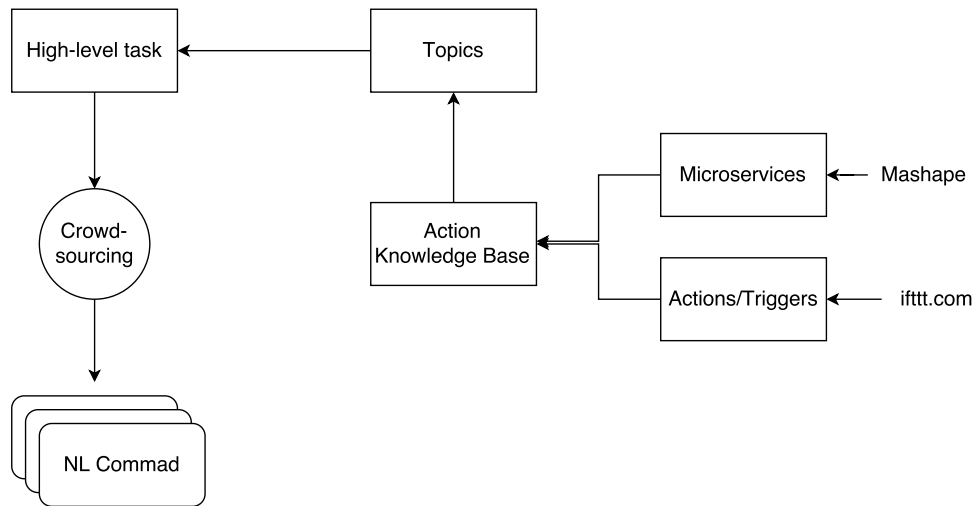 High-level task
Topics
Microservices
Mashape
Crowd-
sourcing
Action
Knowledge Base
Actions/Triggers
ifttt.com
NL Commad